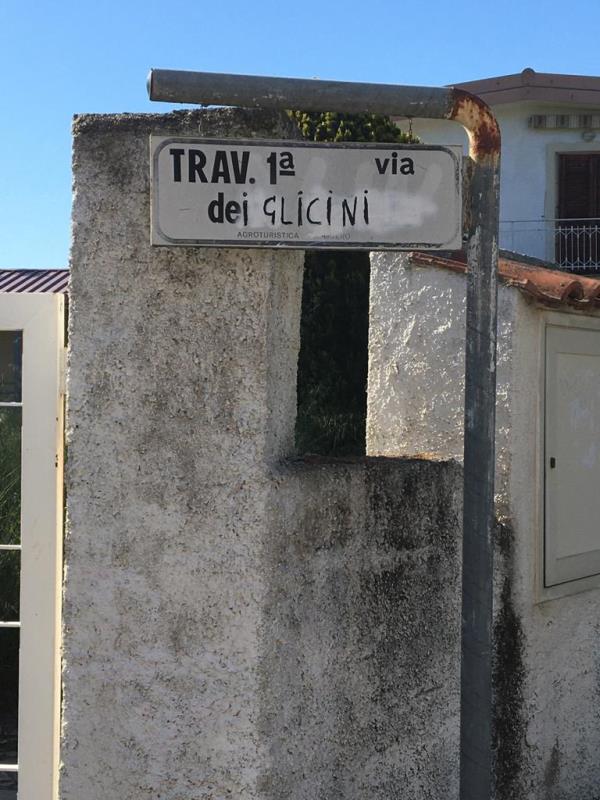 TRAV. 1ª via
dei GLICINI
AGROTURISTICA